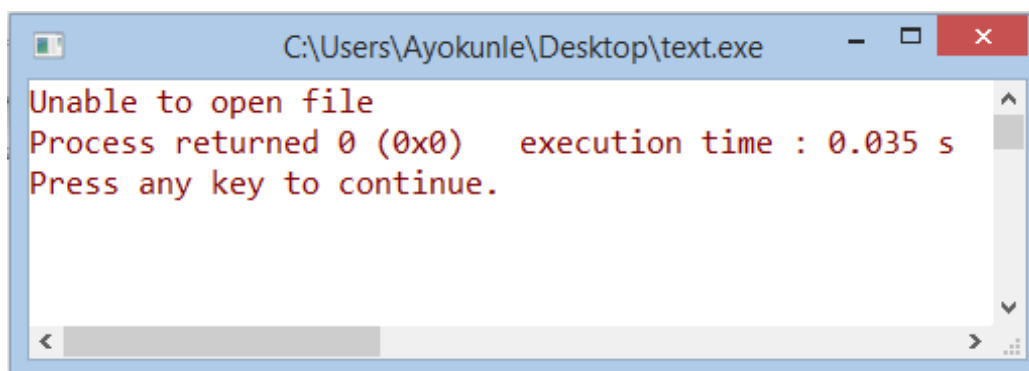 C:\Users\Ayokunle\Desktop\text.exe
Unable to open file
Process returned 0 (0x0)   execution time : 0.035 s
Press any key to continue.